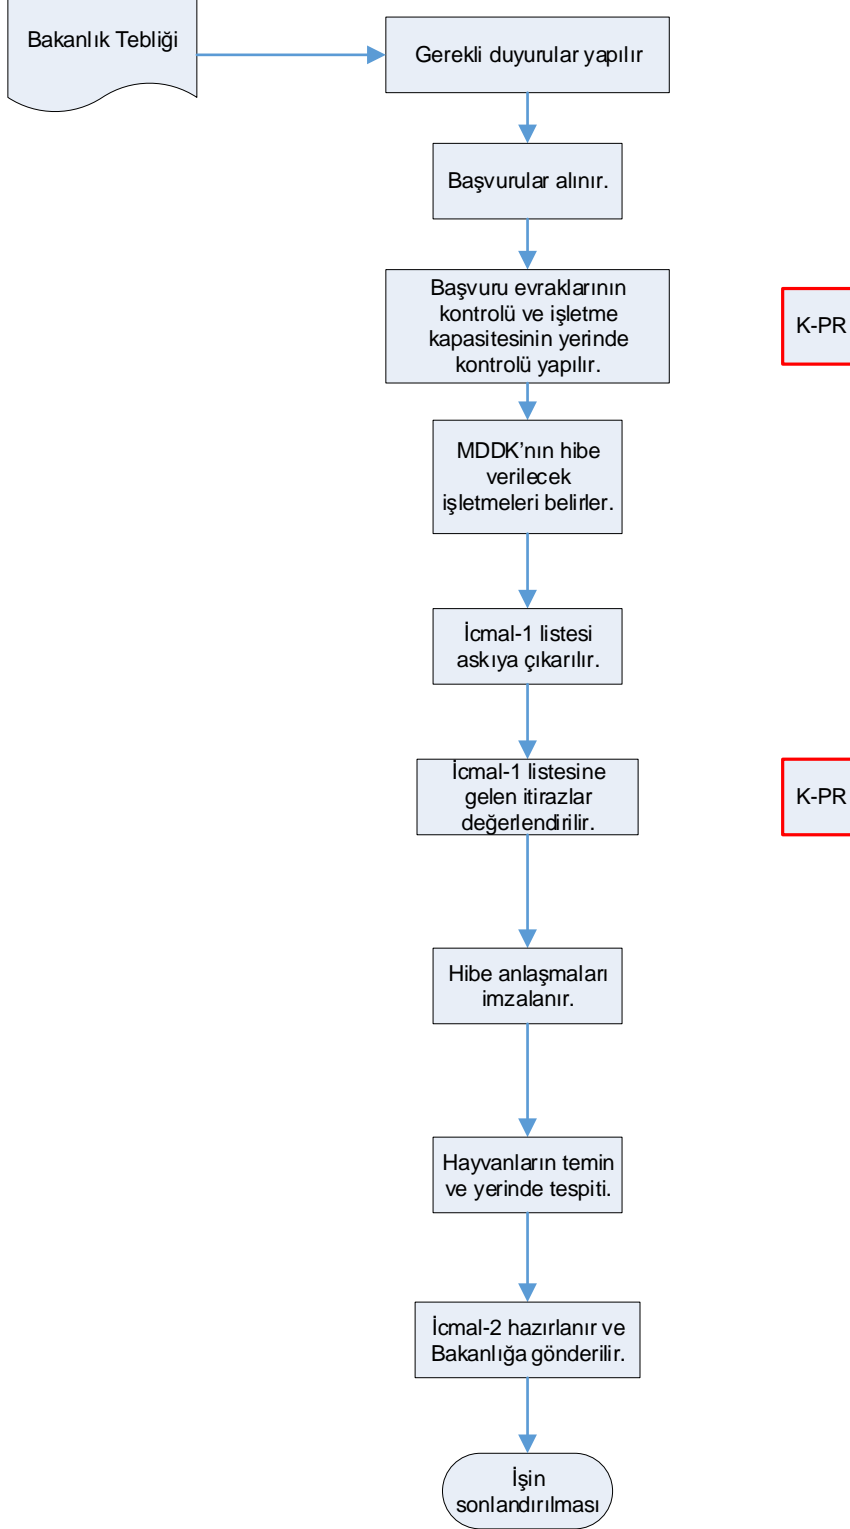 Bakanlık Tebliği
Gerekli duyurular yapılır
Başvurular alınır.
Başvuru evraklarının
kontrolü ve işletme
kapasitesinin yerinde
kontrolü yapılır.
K-PR
MDDK’nın hibe
verilecek
işletmeleri belirler.
İcmal-1 listesi
askıya çıkarılır.
İcmal-1 listesine
gelen itirazlar
değerlendirilir.
K-PR
Hibe anlaşmaları
imzalanır.
Hayvanların temin
ve yerinde tespiti.
İcmal-2 hazırlanır ve
Bakanlığa gönderilir.
İşin
sonlandırılması